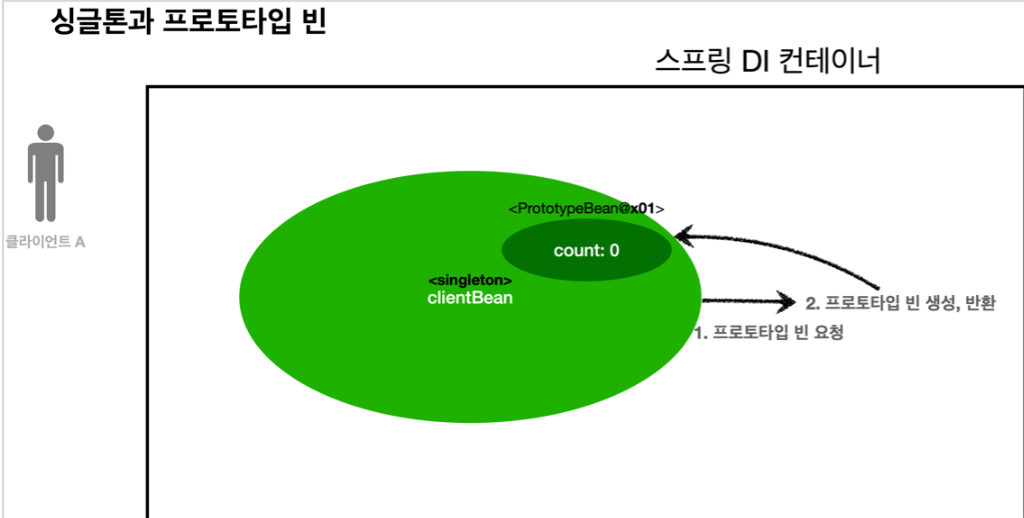 싱글톤과 프로토타입 빈
스프링 DI 컨테이너
클라이언트 A
<PrototypeBean@x01>
count: 0
<singleton>
clientBean
2. 프로토타입 빈 생성, 반환
1. 프로토타입 빈 요청